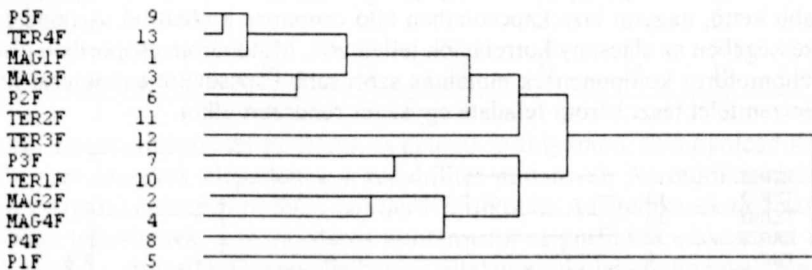 P5F 9
TER4F 13
MAG1F 1
MAG3F 3
P2F 6
TER2F 11
TER3F 12
P3F 7
TER1F 10
MAG2F 2
MAG4F 4
P4F 8
P1F 5